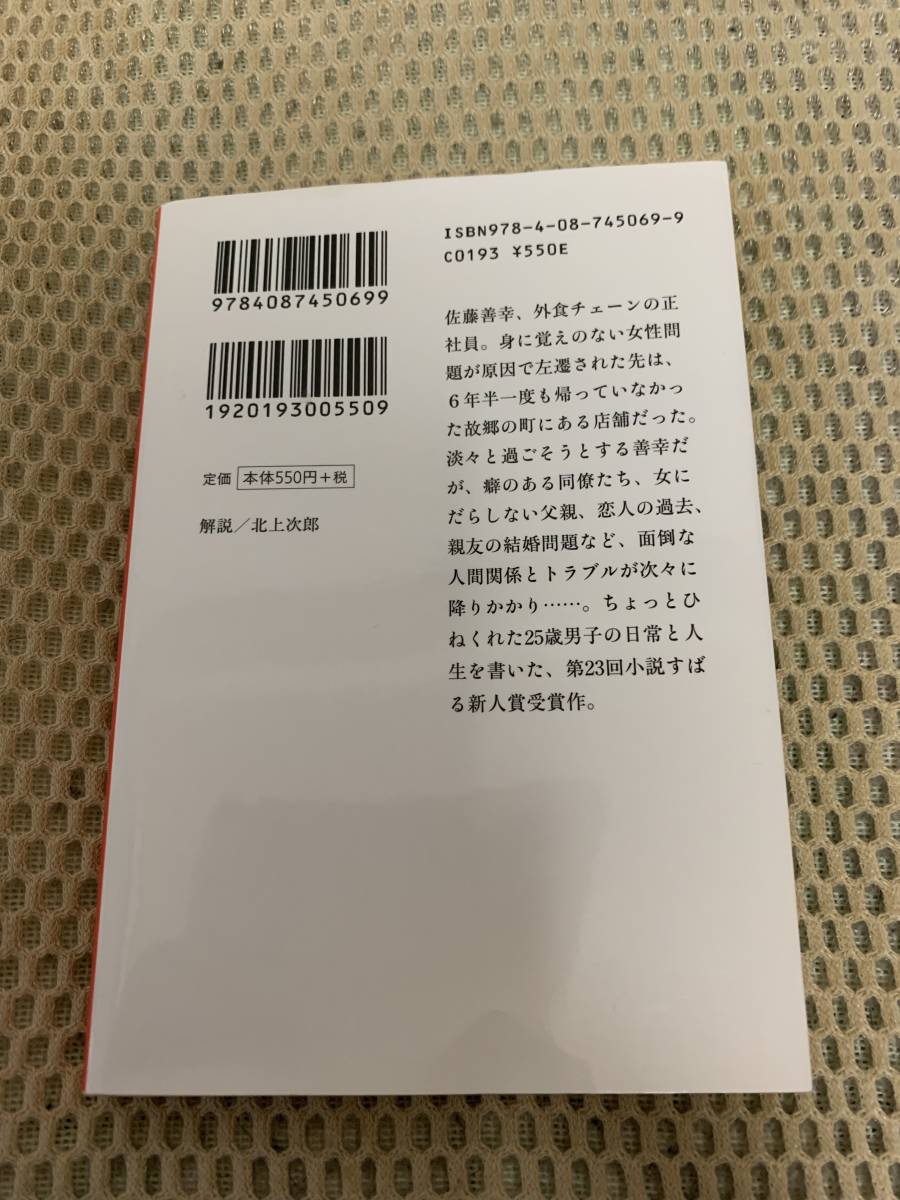 ISBN978-4-08-745069-9
C0193 ¥550E
9784087450699
1920193005509
定価 本体550円+税
解説/北上次郎
佐藤善幸、外食チェーンの正
社員。身に覚えのない女性問
題が原因で左遷された先は、
6年半一度も帰っていなかっ
た故郷の町にある店舗だった。
淡々と過ごそうとする善幸だ
が、癖のある同僚たち、女に
だらしない父親、恋人の過去、
親友の結婚問題など、面倒な
人間関係とトラブルが次々に
降りかかり……。ちょっとひ
ねくれた25歳男子の日常と人
生を書いた、第23回小説すば
る新人賞受賞作。